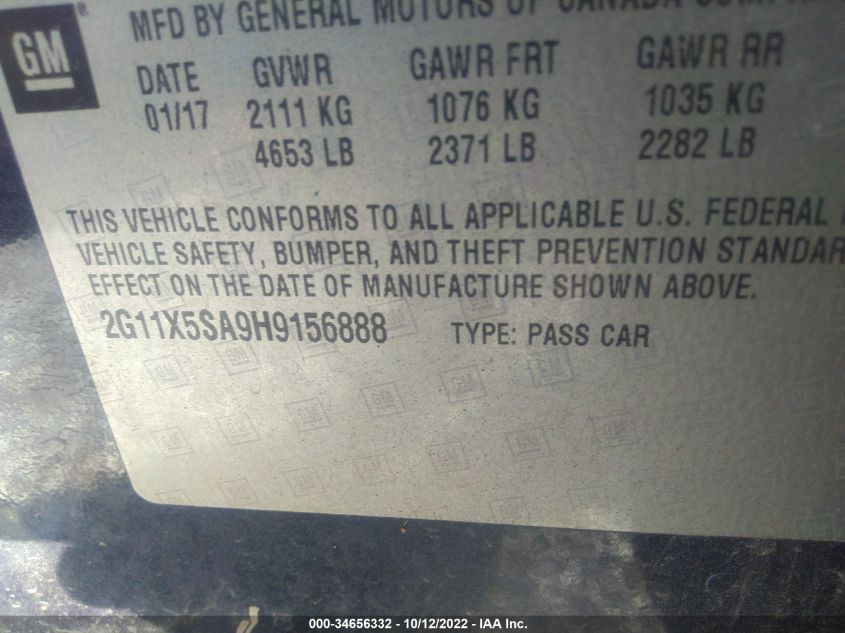 GM
®
MFD BY GENERAL MOTORS OF CANADA
DATE GVWR GAWR FRT GAWR RR
01/17 2111 KG 1076 KG 1035 KG
4653 LB 2371 LB 2282 LB
THIS VEHICLE CONFORMS TO ALL APPLICABLE U.S. FEDERAL
VEHICLE SAFETY, BUMPER, AND THEFT PREVENTION STANDAR
EFFECT ON THE DATE OF MANUFACTURE SHOWN ABOVE.
2G11X5SA9H9156888 TYPE: PASS CAR
000-34656332 - 10/12/2022 - IAA Inc.